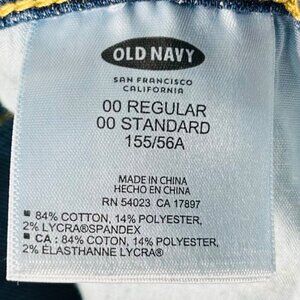 OLD NAVY
SAN FRANCISCO
CALIFORNIA
00 REGULAR
00 STANDARD
155/56A
MADE IN CHINA
HECHO EN CHINA
RN 54023 CA 17897
▪ 84% COTTON, 14% POLYESTER,
2% LYCRA®SPANDEX
▪ CA : 84% COTON, 14% POLYESTER,
2% ÉLASTHANNE LYCRA®